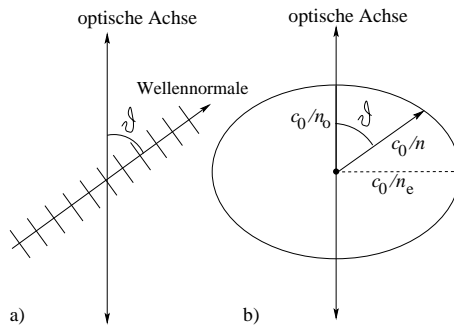 optische Achse
Wellennormale
ϑ
a)
optische Achse
c₀/nₒ
ϑ
c₀/n
c₀/nₑ
b)